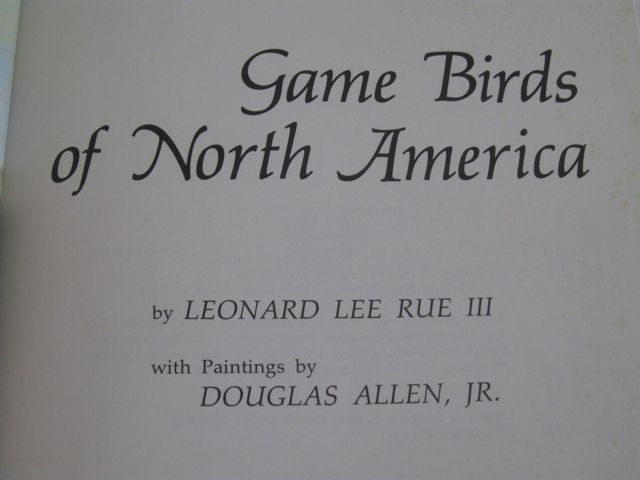 Game Birds
of North America
by LEONARD LEE RUE III
with Paintings by
DOUGLAS ALLEN, JR.